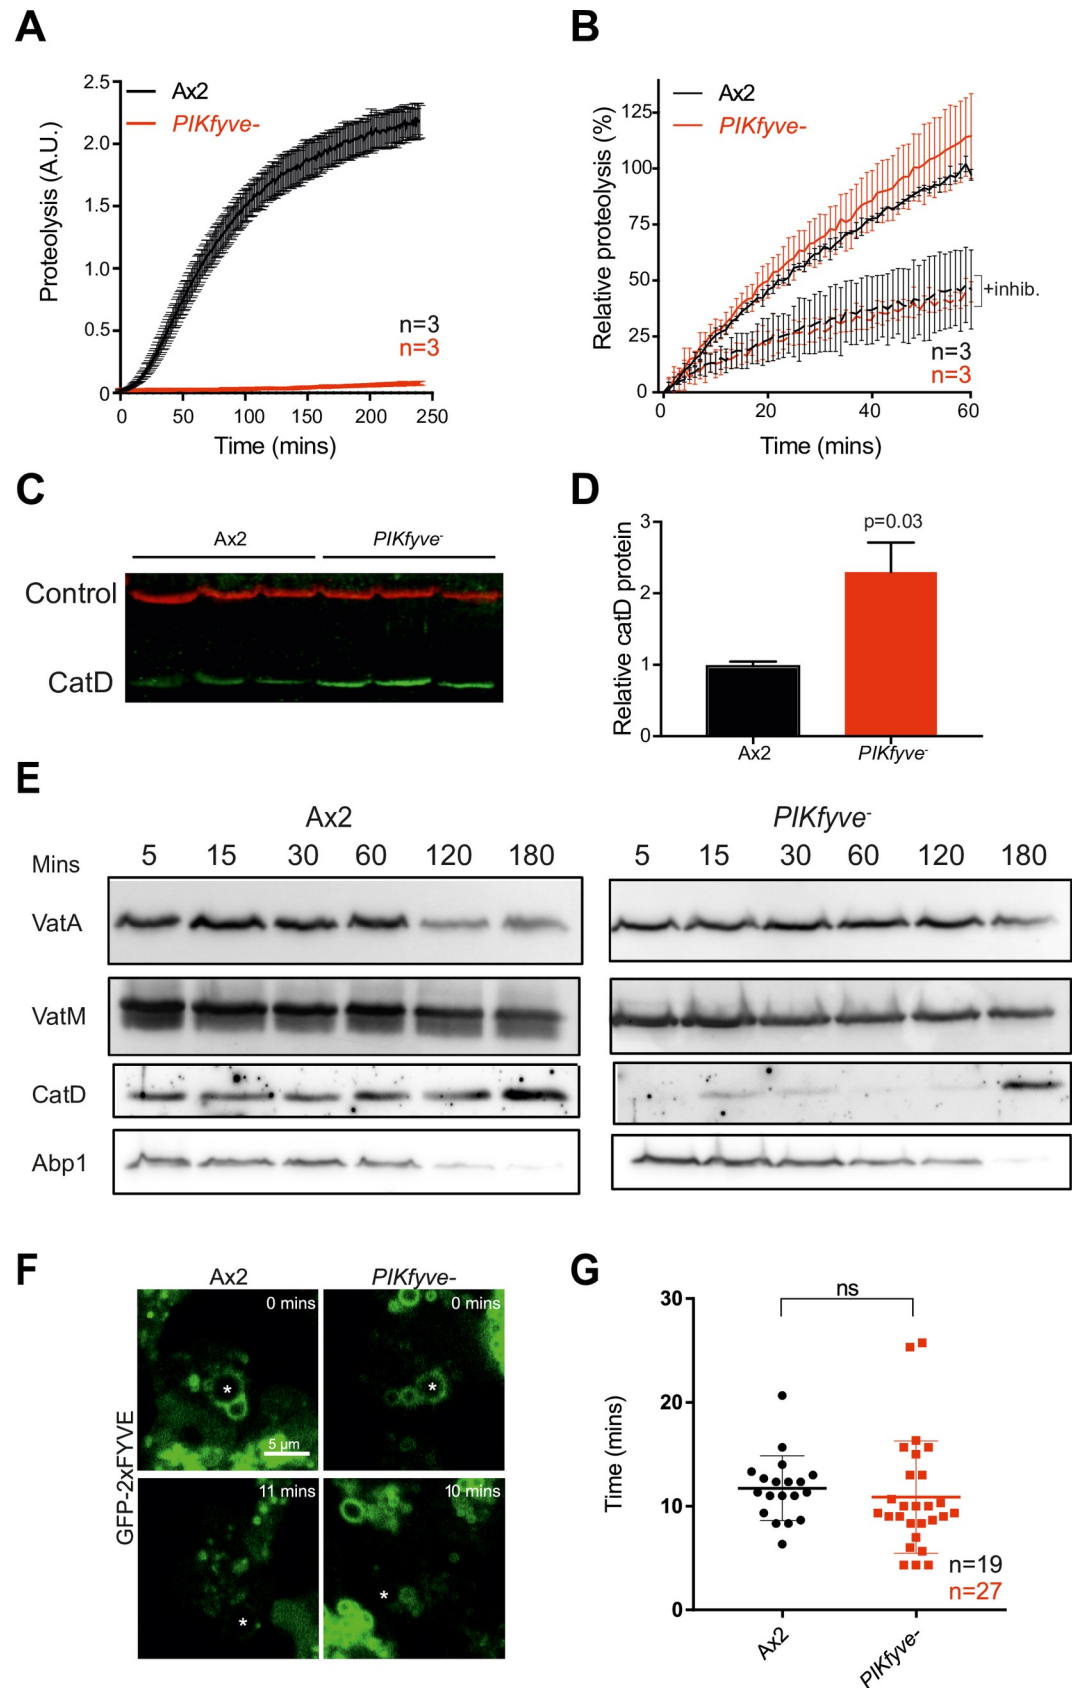 A
Proteolysis (A.U.)
2.5
2.0
1.5
1.0
0.5
0
Ax2
PIKfyve-
n=3
n=3
0 50 100 150 200 250
Time (mins)
B
Relative proteolysis (%)
125
100
75
50
25
0
Ax2
PIKfyve-
+inhib.
n=3
n=3
0 20 40 60
Time (mins)
C
Ax2 PIKfyve-
Control
CatD
D
Relative catD protein
3
2
1
0
p=0.03
Ax2 PIKfyve-
E
Ax2 PIKfyve-
Mins 5 15 30 60 120 180 5 15 30 60 120 180
VatA
VatM
CatD
Abp1
F
Ax2 PIKfyve-
GFP-2xFYVE
0 mins 0 mins
* *
5 µm
11 mins 10 mins
* *
G
Time (mins)
30
20
10
0
ns
n=19
n=27
Ax2 PIKfyve-